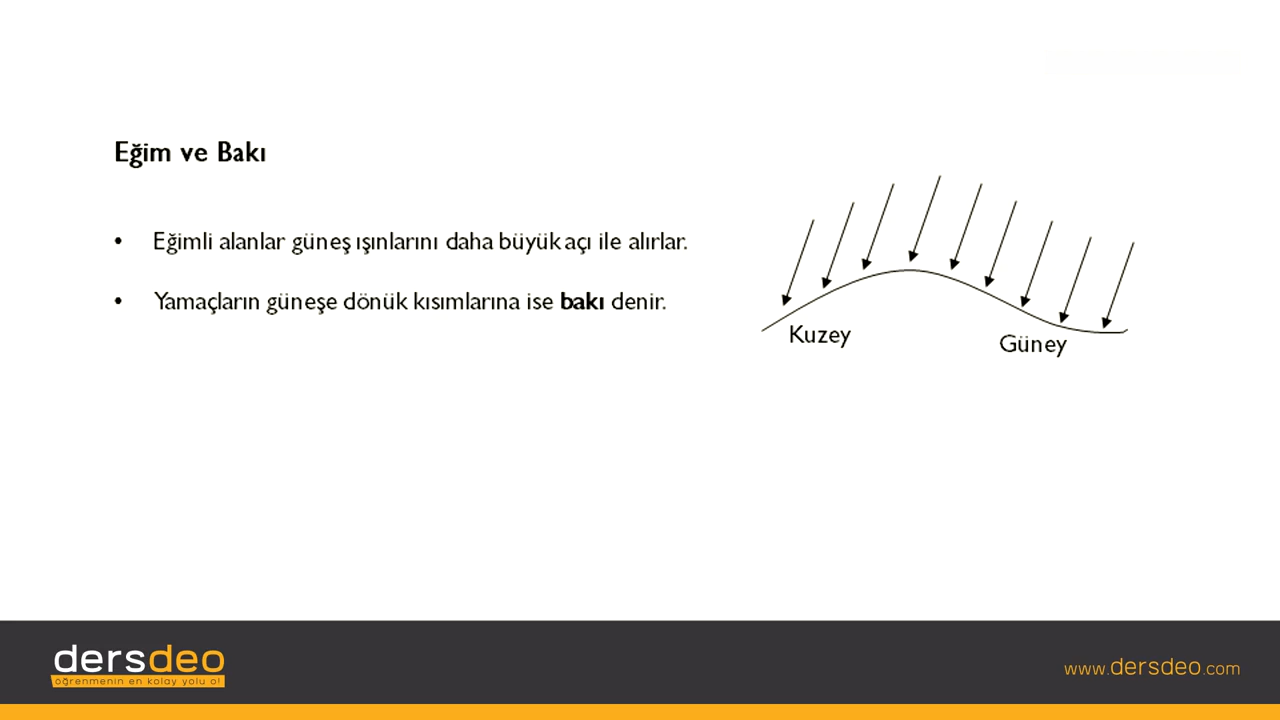 Eğim ve Bakı
• Eğimli alanlar güneş ışınlarını daha büyük açı ile alırlar.
• Yamaçların güneşe dönük kısımlarına ise bakı denir.
Kuzey
Güney
dersdeo
öğrenmenin en kolay yolu o!
www.dersdeo.com